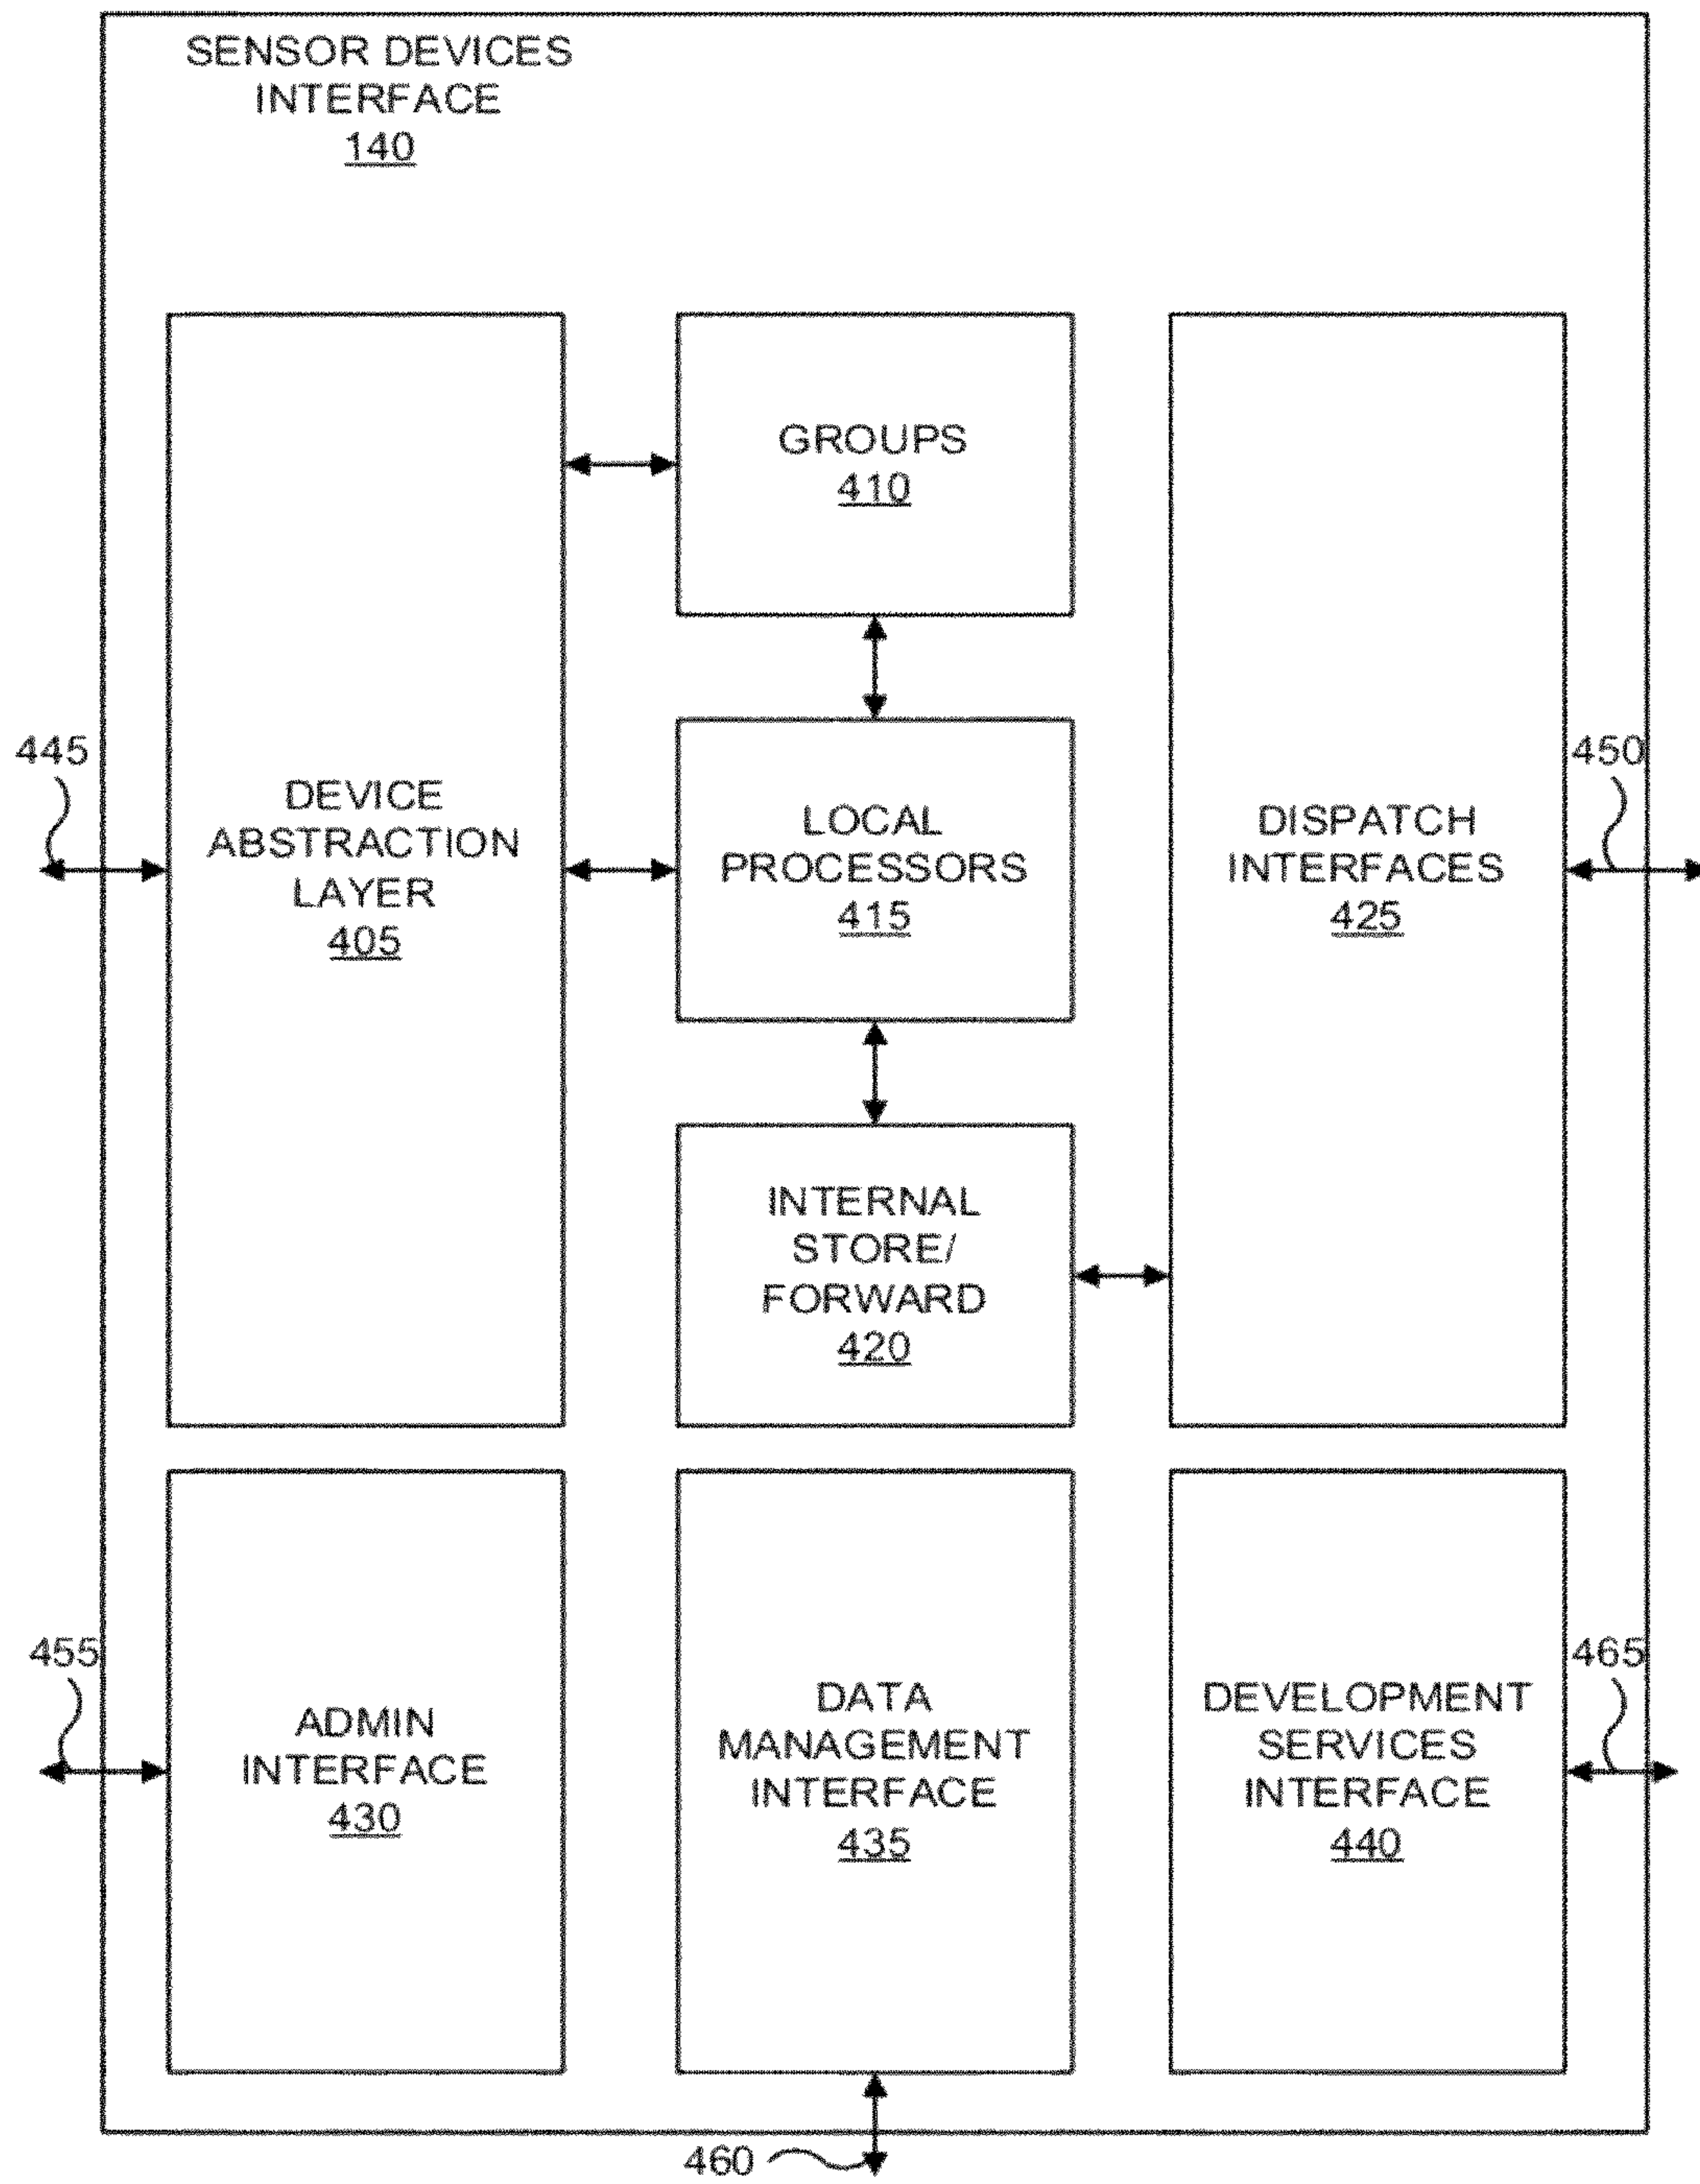 SENSOR DEVICES
INTERFACE
140
GROUPS
410
445
DEVICE
ABSTRACTION
LAYER
405
LOCAL
PROCESSORS
415
450
DISPATCH
INTERFACES
425
INTERNAL
STORE/
FORWARD
420
455
ADMIN
INTERFACE
430
DATA
MANAGEMENT
INTERFACE
435
465
DEVELOPMENT
SERVICES
INTERFACE
440
460